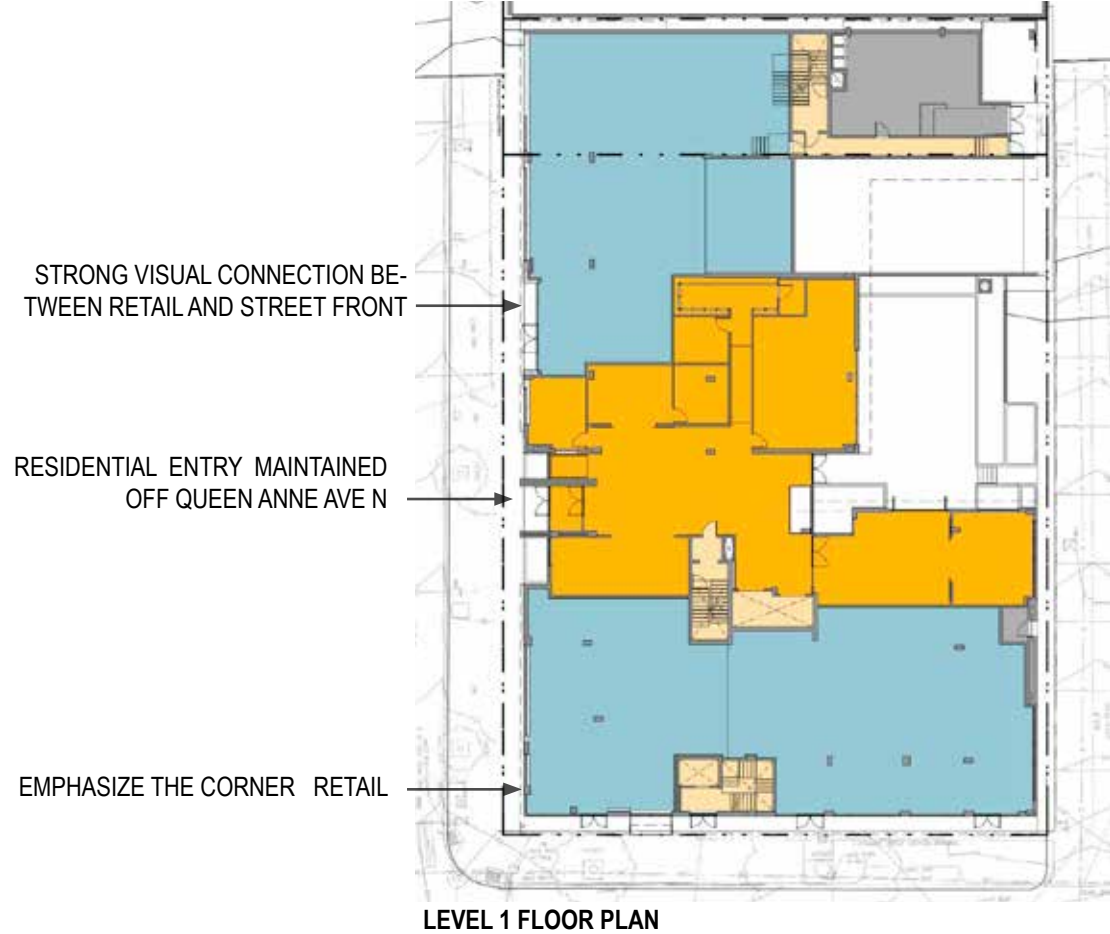 STRONG VISUAL CONNECTION BE-
TWEEN RETAIL AND STREET FRONT
RESIDENTIAL ENTRY MAINTAINED
OFF QUEEN ANNE AVE N
EMPHASIZE THE CORNER RETAIL
LEVEL 1 FLOOR PLAN